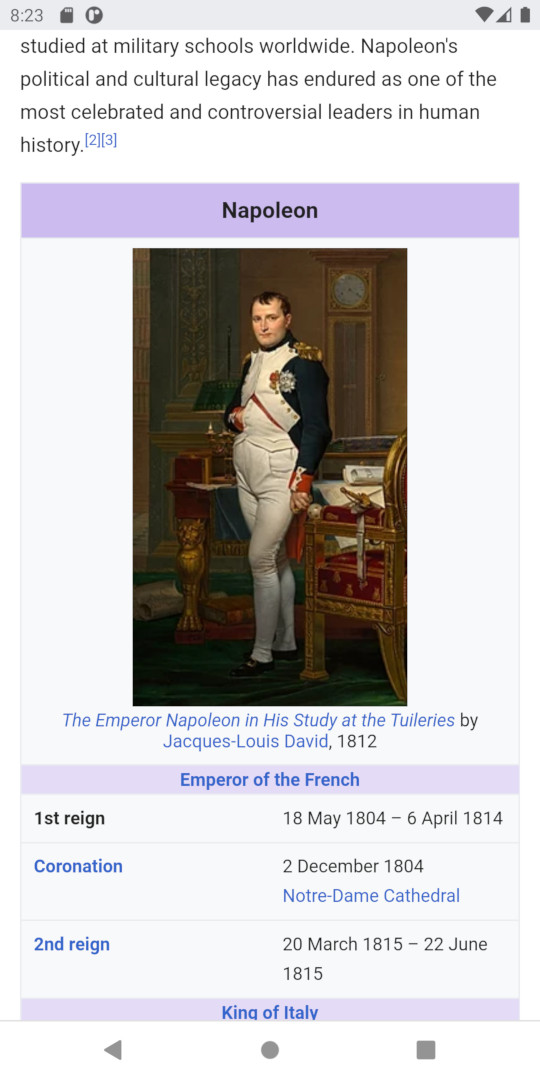 8:23
studied at military schools worldwide. Napoleon's
political and cultural legacy has endured as one of the
most celebrated and controversial leaders in human
history.[2][3]
Napoleon
The Emperor Napoleon in His Study at the Tuileries by
Jacques-Louis David, 1812
Emperor of the French
1st reign 18 May 1804 – 6 April 1814
Coronation 2 December 1804
Notre-Dame Cathedral
2nd reign 20 March 1815 – 22 June
1815
King of Italy